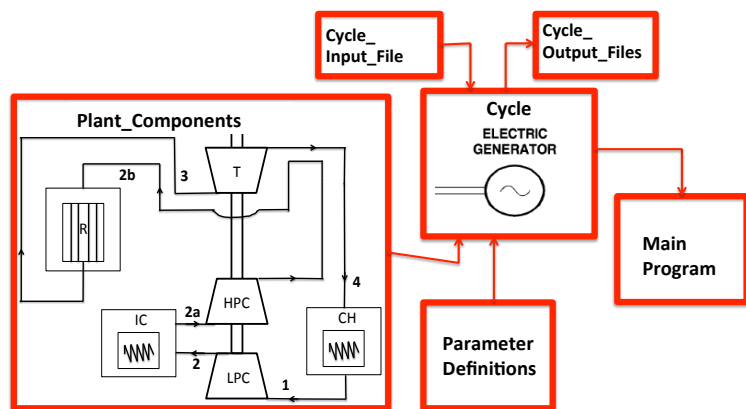 Cycle_
Input_File
Cycle_
Output_Files
Plant_Components
Cycle
ELECTRIC
GENERATOR
T
3
2b
R
4
HPC
2a
IC
CH
2
LPC
1
Main
Program
Parameter
Definitions